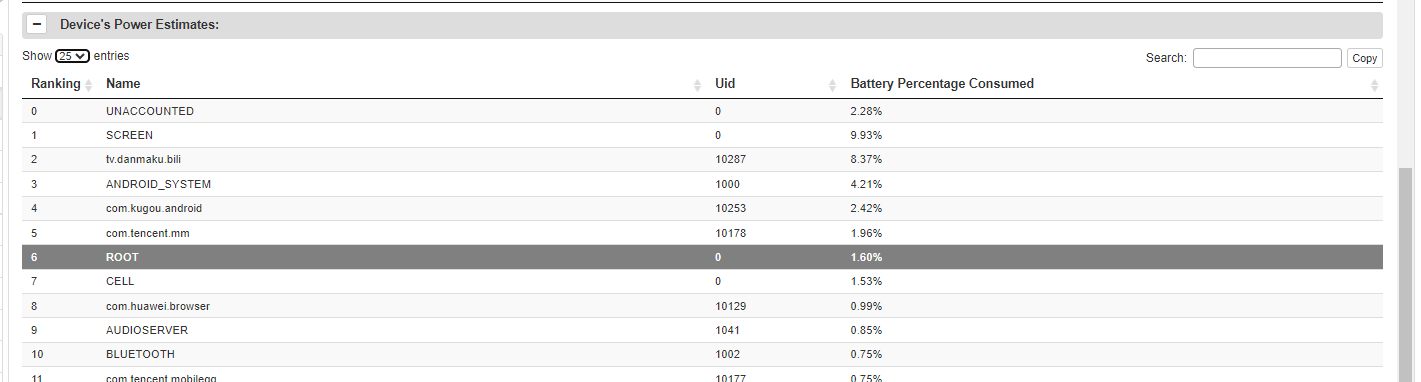 − Device's Power Estimates:
Show 25 entries Search: Copy
Ranking Name Uid Battery Percentage Consumed
0 UNACCOUNTED 0 2.28%
1 SCREEN 0 9.93%
2 tv.danmaku.bili 10287 8.37%
3 ANDROID_SYSTEM 1000 4.21%
4 com.kugou.android 10253 2.42%
5 com.tencent.mm 10178 1.96%
6 ROOT 0 1.60%
7 CELL 0 1.53%
8 com.huawei.browser 10129 0.99%
9 AUDIOSERVER 1041 0.85%
10 BLUETOOTH 1002 0.75%
11 com.tencent.mobileqq 10177 0.75%